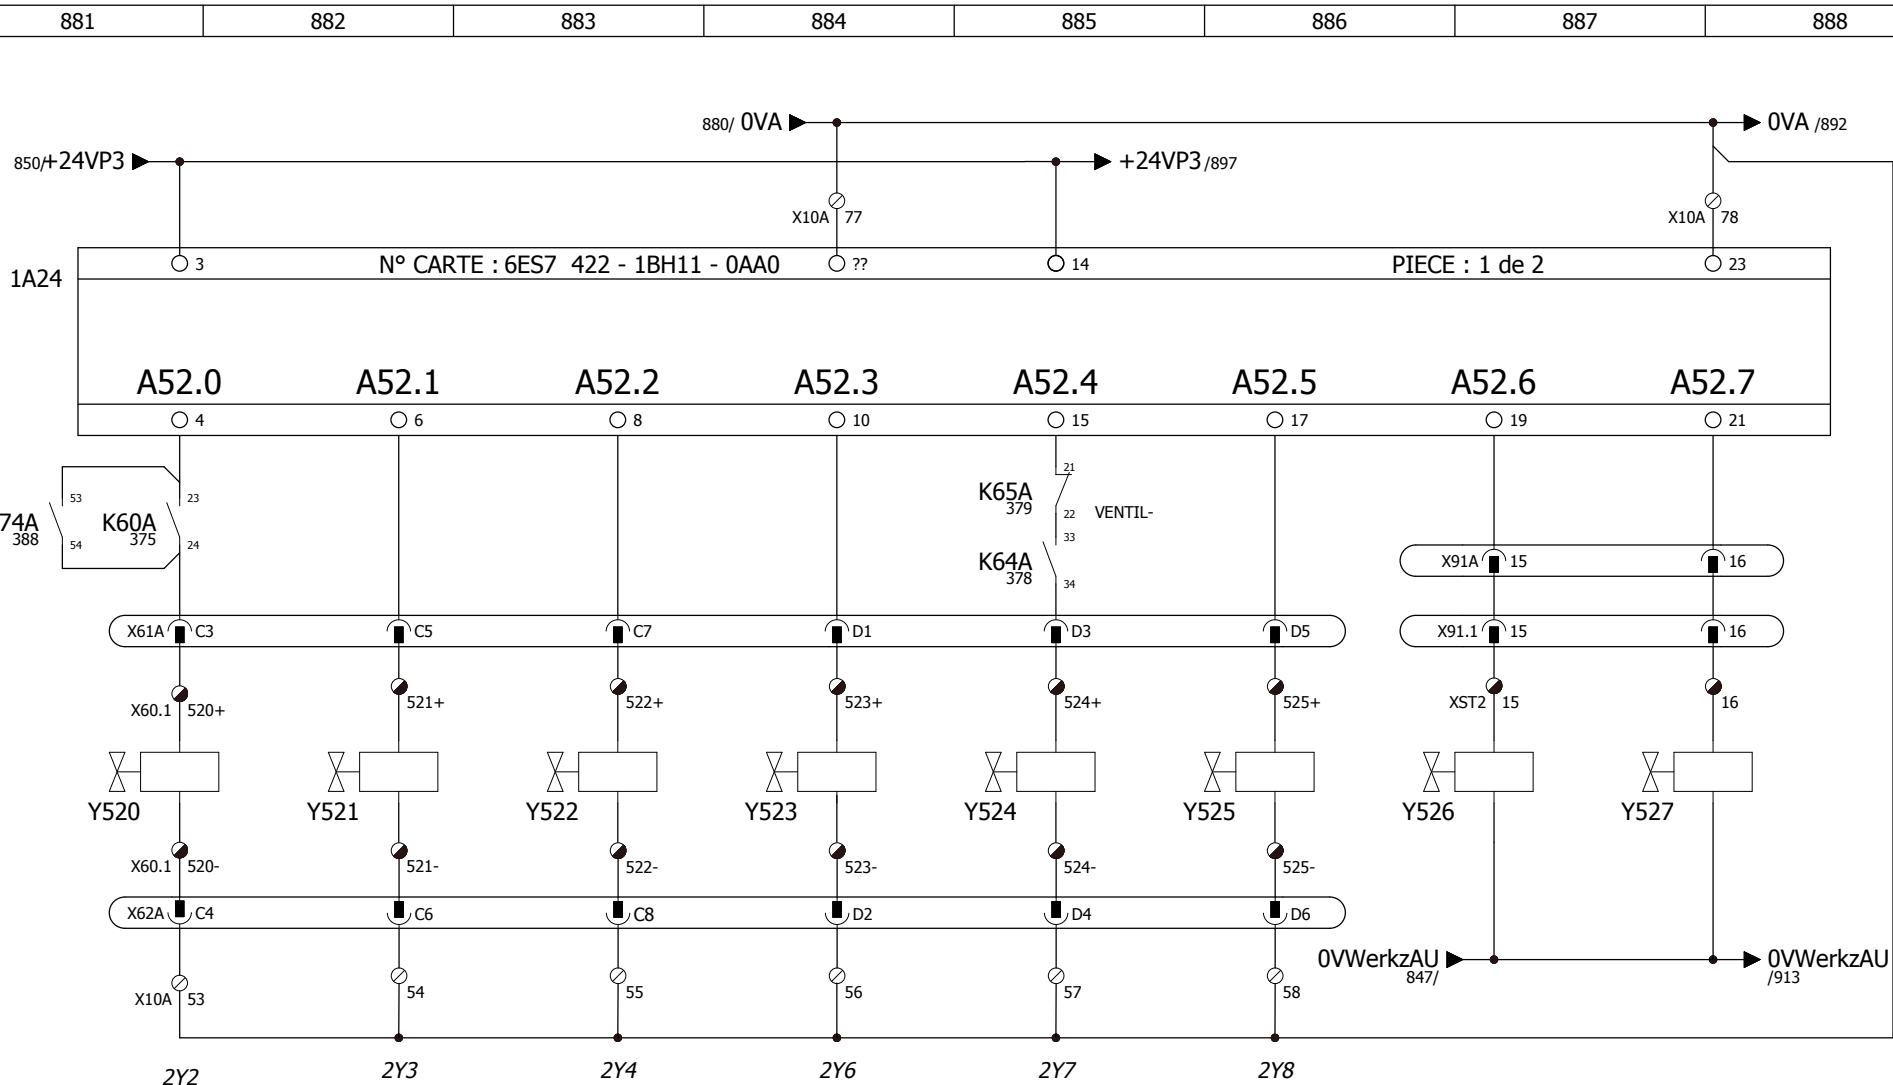 881 882 883 884 885 886 887 888
880/ 0VA 0VA /892
850/+24VP3 +24VP3/897
X10A 77 X10A 78
1A24 3 N° CARTE : 6ES7 422 - 1BH11 - 0AA0 ?? 14 PIECE : 1 de 2 23
A52.0 A52.1 A52.2 A52.3 A52.4 A52.5 A52.6 A52.7
4 6 8 10 15 17 19 21
21
53 23
K65A
379
22 VENTIL-
74A K60A
388 375
54 24
33
K64A
378
34
X91A 15 16
X61A C3 C5 C7 D1 D3 D5 X91.1 15 16
X60.1 520+ 521+ 522+ 523+ 524+ 525+ XST2 15 16
Y520 Y521 Y522 Y523 Y524 Y525 Y526 Y527
X60.1 520- 521- 522- 523- 524- 525-
X62A C4 C6 C8 D2 D4 D6
0VWerkzAU 0VWerkzAU
847/ /913
X10A 53 54 55 56 57 58
2Y2 2Y3 2Y4 2Y6 2Y7 2Y8